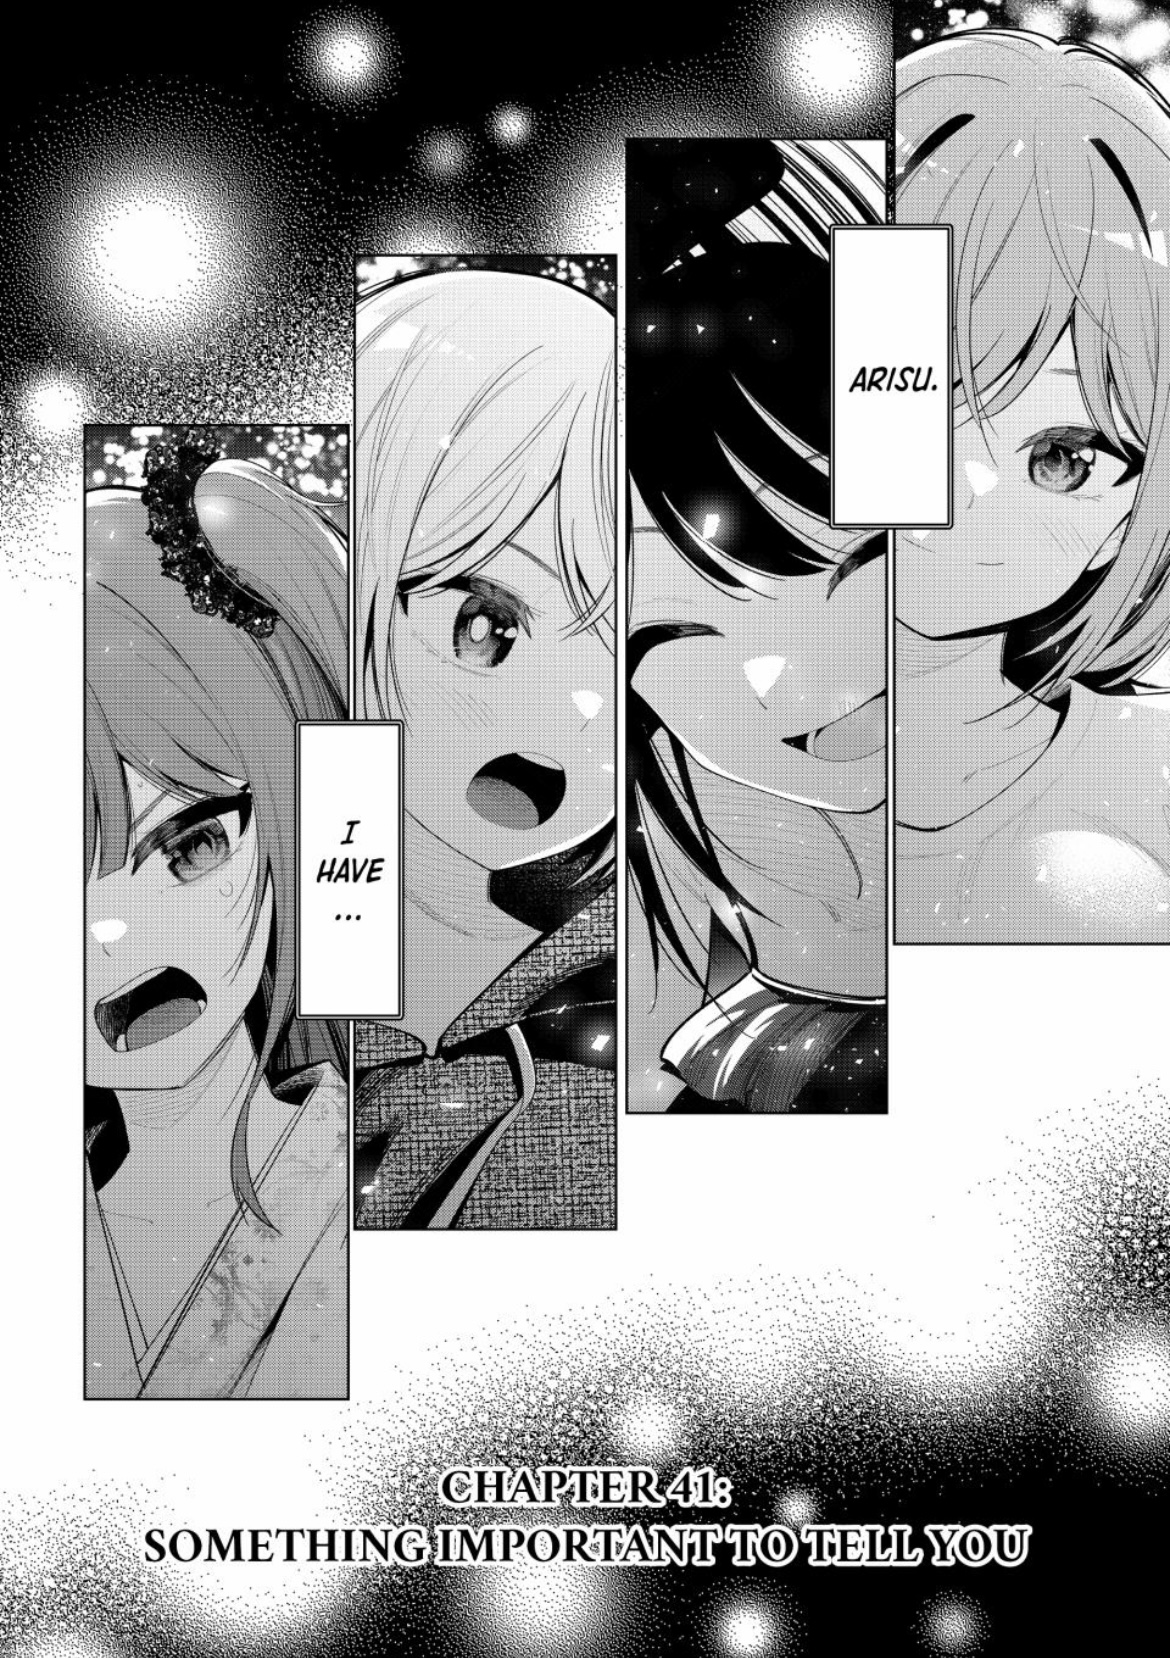 ARISU.
I
HAVE
...
CHAPTER 41:
SOMETHING IMPORTANT TO TELL YOU